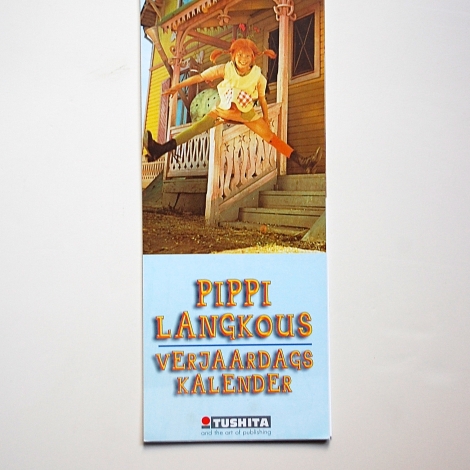 PIPPI
LANGKOUS
VERJAARDAGS
KALENDER
TUSHITA
and the art of publishing